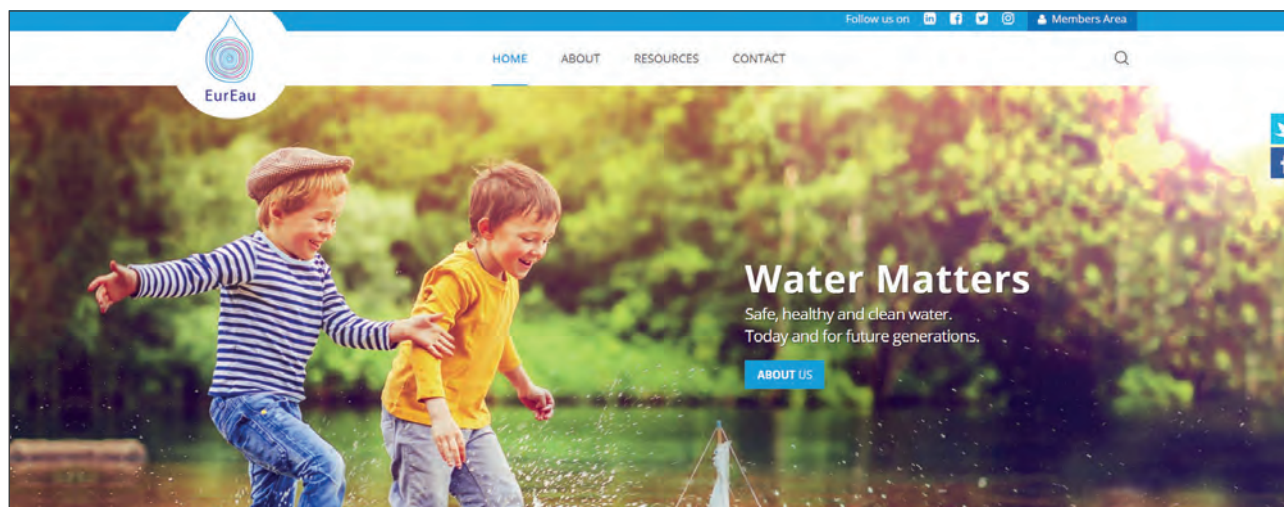 Follow us on
Members Area
EurEau
HOME ABOUT RESOURCES CONTACT
Water Matters
Safe, healthy and clean water.
Today and for future generations.
ABOUT US